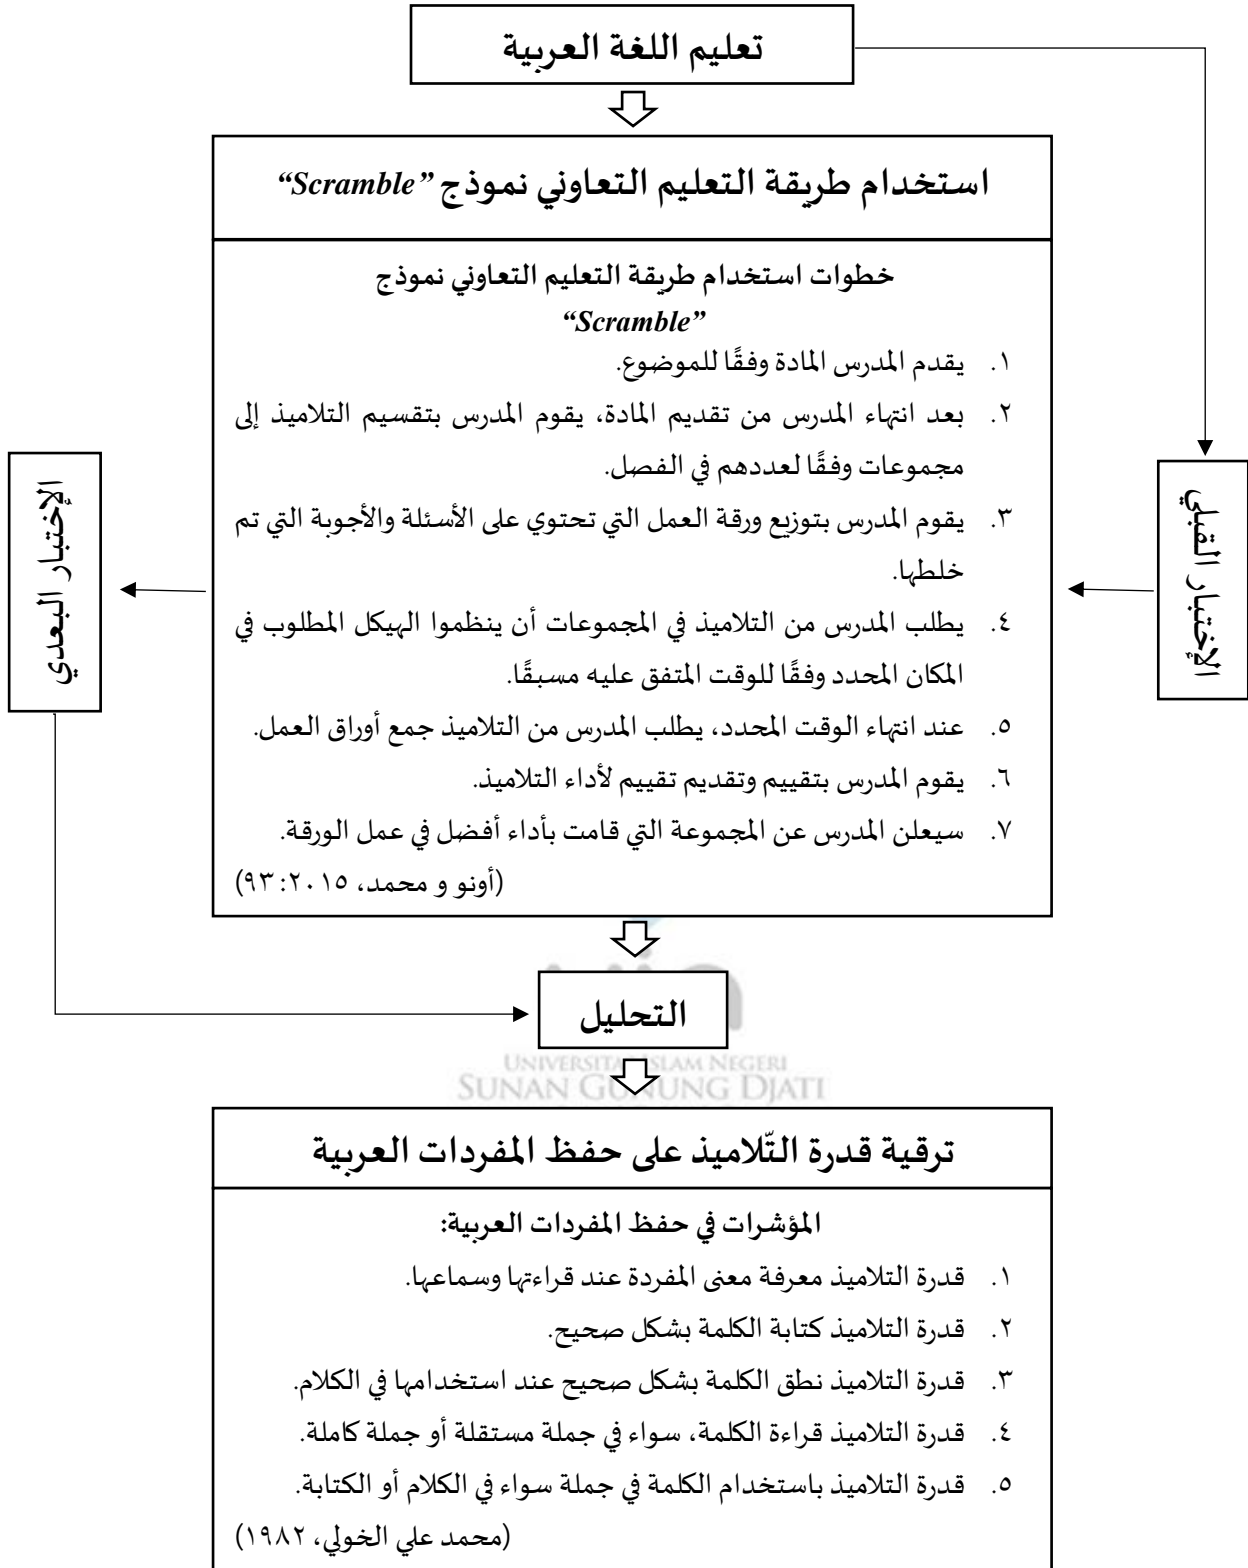 تعليم اللغة العربية
استخدام طريقة التعليم التعاوني نموذج “Scramble”
خطوات استخدام طريقة التعليم التعاوني نموذج
“Scramble”
١. يقدم المدرس المادة وفقًا للموضوع.
٢. بعد انتهاء المدرس من تقديم المادة، يقوم المدرس بتقسيم التلاميذ إلى
مجموعات وفقًا لعددهم في الفصل.
٣. يقوم المدرس بتوزيع ورقة العمل التي تحتوي على الأسئلة والأجوبة التي تم
خلطها.
٤. يطلب المدرس من التلاميذ في المجموعات أن ينظموا الهيكل المطلوب في
المكان المحدد وفقًا للوقت المتفق عليه مسبقًا.
٥. عند انتهاء الوقت المحدد، يطلب المدرس من التلاميذ جمع أوراق العمل.
٦. يقوم المدرس بتقييم وتقديم تقييم لأداء التلاميذ.
٧. سيعلن المدرس عن المجموعة التي قامت بأداء أفضل في عمل الورقة.
(أونو و محمد، ٢٠١٥: ٩٣)
الإختبار القبلي
الإختبار البعدي
التحليل
UNIVERSITAS ISLAM NEGERI
SUNAN GUNUNG DJATI
ترقية قدرة التّلاميذ على حفظ المفردات العربية
المؤشرات في حفظ المفردات العربية:
١. قدرة التلاميذ معرفة معنى المفردة عند قراءتها وسماعها.
٢. قدرة التلاميذ كتابة الكلمة بشكل صحيح.
٣. قدرة التلاميذ نطق الكلمة بشكل صحيح عند استخدامها في الكلام.
٤. قدرة التلاميذ قراءة الكلمة، سواء في جملة مستقلة أو جملة كاملة.
٥. قدرة التلاميذ باستخدام الكلمة في جملة سواء في الكلام أو الكتابة.
(محمد علي الخولي، ١٩٨٢)